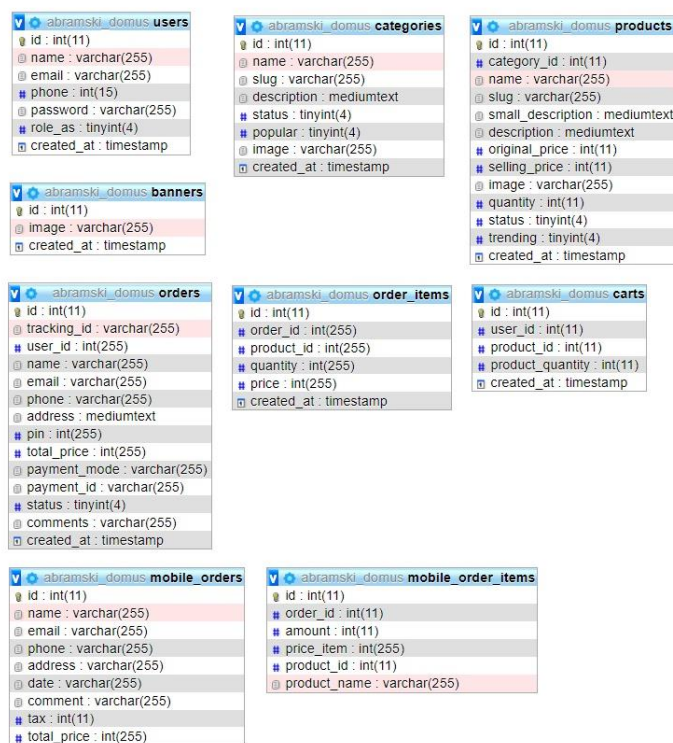 abramski_domus users
id : int(11)
name : varchar(255)
email : varchar(255)
phone : int(15)
password : varchar(255)
role_as : tinyint(4)
created_at : timestamp
abramski_domus categories
id : int(11)
name : varchar(255)
slug : varchar(255)
description : mediumtext
status : tinyint(4)
popular : tinyint(4)
image : varchar(255)
created_at : timestamp
abramski_domus products
id : int(11)
category_id : int(11)
name : varchar(255)
slug : varchar(255)
small_description : mediumtext
description : mediumtext
original_price : int(11)
selling_price : int(11)
image : varchar(255)
quantity : int(11)
status : tinyint(4)
trending : tinyint(4)
created_at : timestamp
abramski_domus banners
id : int(11)
image : varchar(255)
created_at : timestamp
abramski_domus orders
id : int(11)
tracking_id : varchar(255)
user_id : int(255)
name : varchar(255)
email : varchar(255)
phone : varchar(255)
address : mediumtext
pin : int(255)
total_price : int(255)
payment_mode : varchar(255)
payment_id : varchar(255)
status : tinyint(4)
comments : varchar(255)
created_at : timestamp
abramski_domus order_items
id : int(11)
order_id : int(255)
product_id : int(255)
quantity : int(255)
price : int(255)
created_at : timestamp
abramski_domus carts
id : int(11)
user_id : int(11)
product_id : int(11)
product_quantity : int(11)
created_at : timestamp
abramski_domus mobile_orders
id : int(11)
name : varchar(255)
email : varchar(255)
phone : varchar(255)
address : varchar(255)
date : varchar(255)
comment : varchar(255)
tax : int(11)
total_price : int(255)
abramski_domus mobile_order_items
id : int(11)
order_id : int(11)
amount : int(11)
price_item : int(255)
product_id : int(11)
product_name : varchar(255)